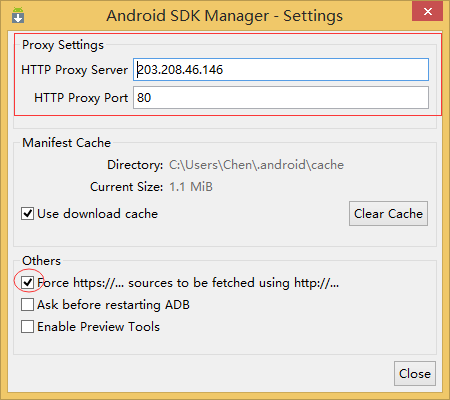 Android SDK Manager - Settings
Proxy Settings
HTTP Proxy Server 203.208.46.146
HTTP Proxy Port 80
Manifest Cache
Directory: C:\Users\Chen\.android\cache
Current Size: 1.1 MiB
Use download cache Clear Cache
Others
Force https://... sources to be fetched using http://...
Ask before restarting ADB
Enable Preview Tools
Close